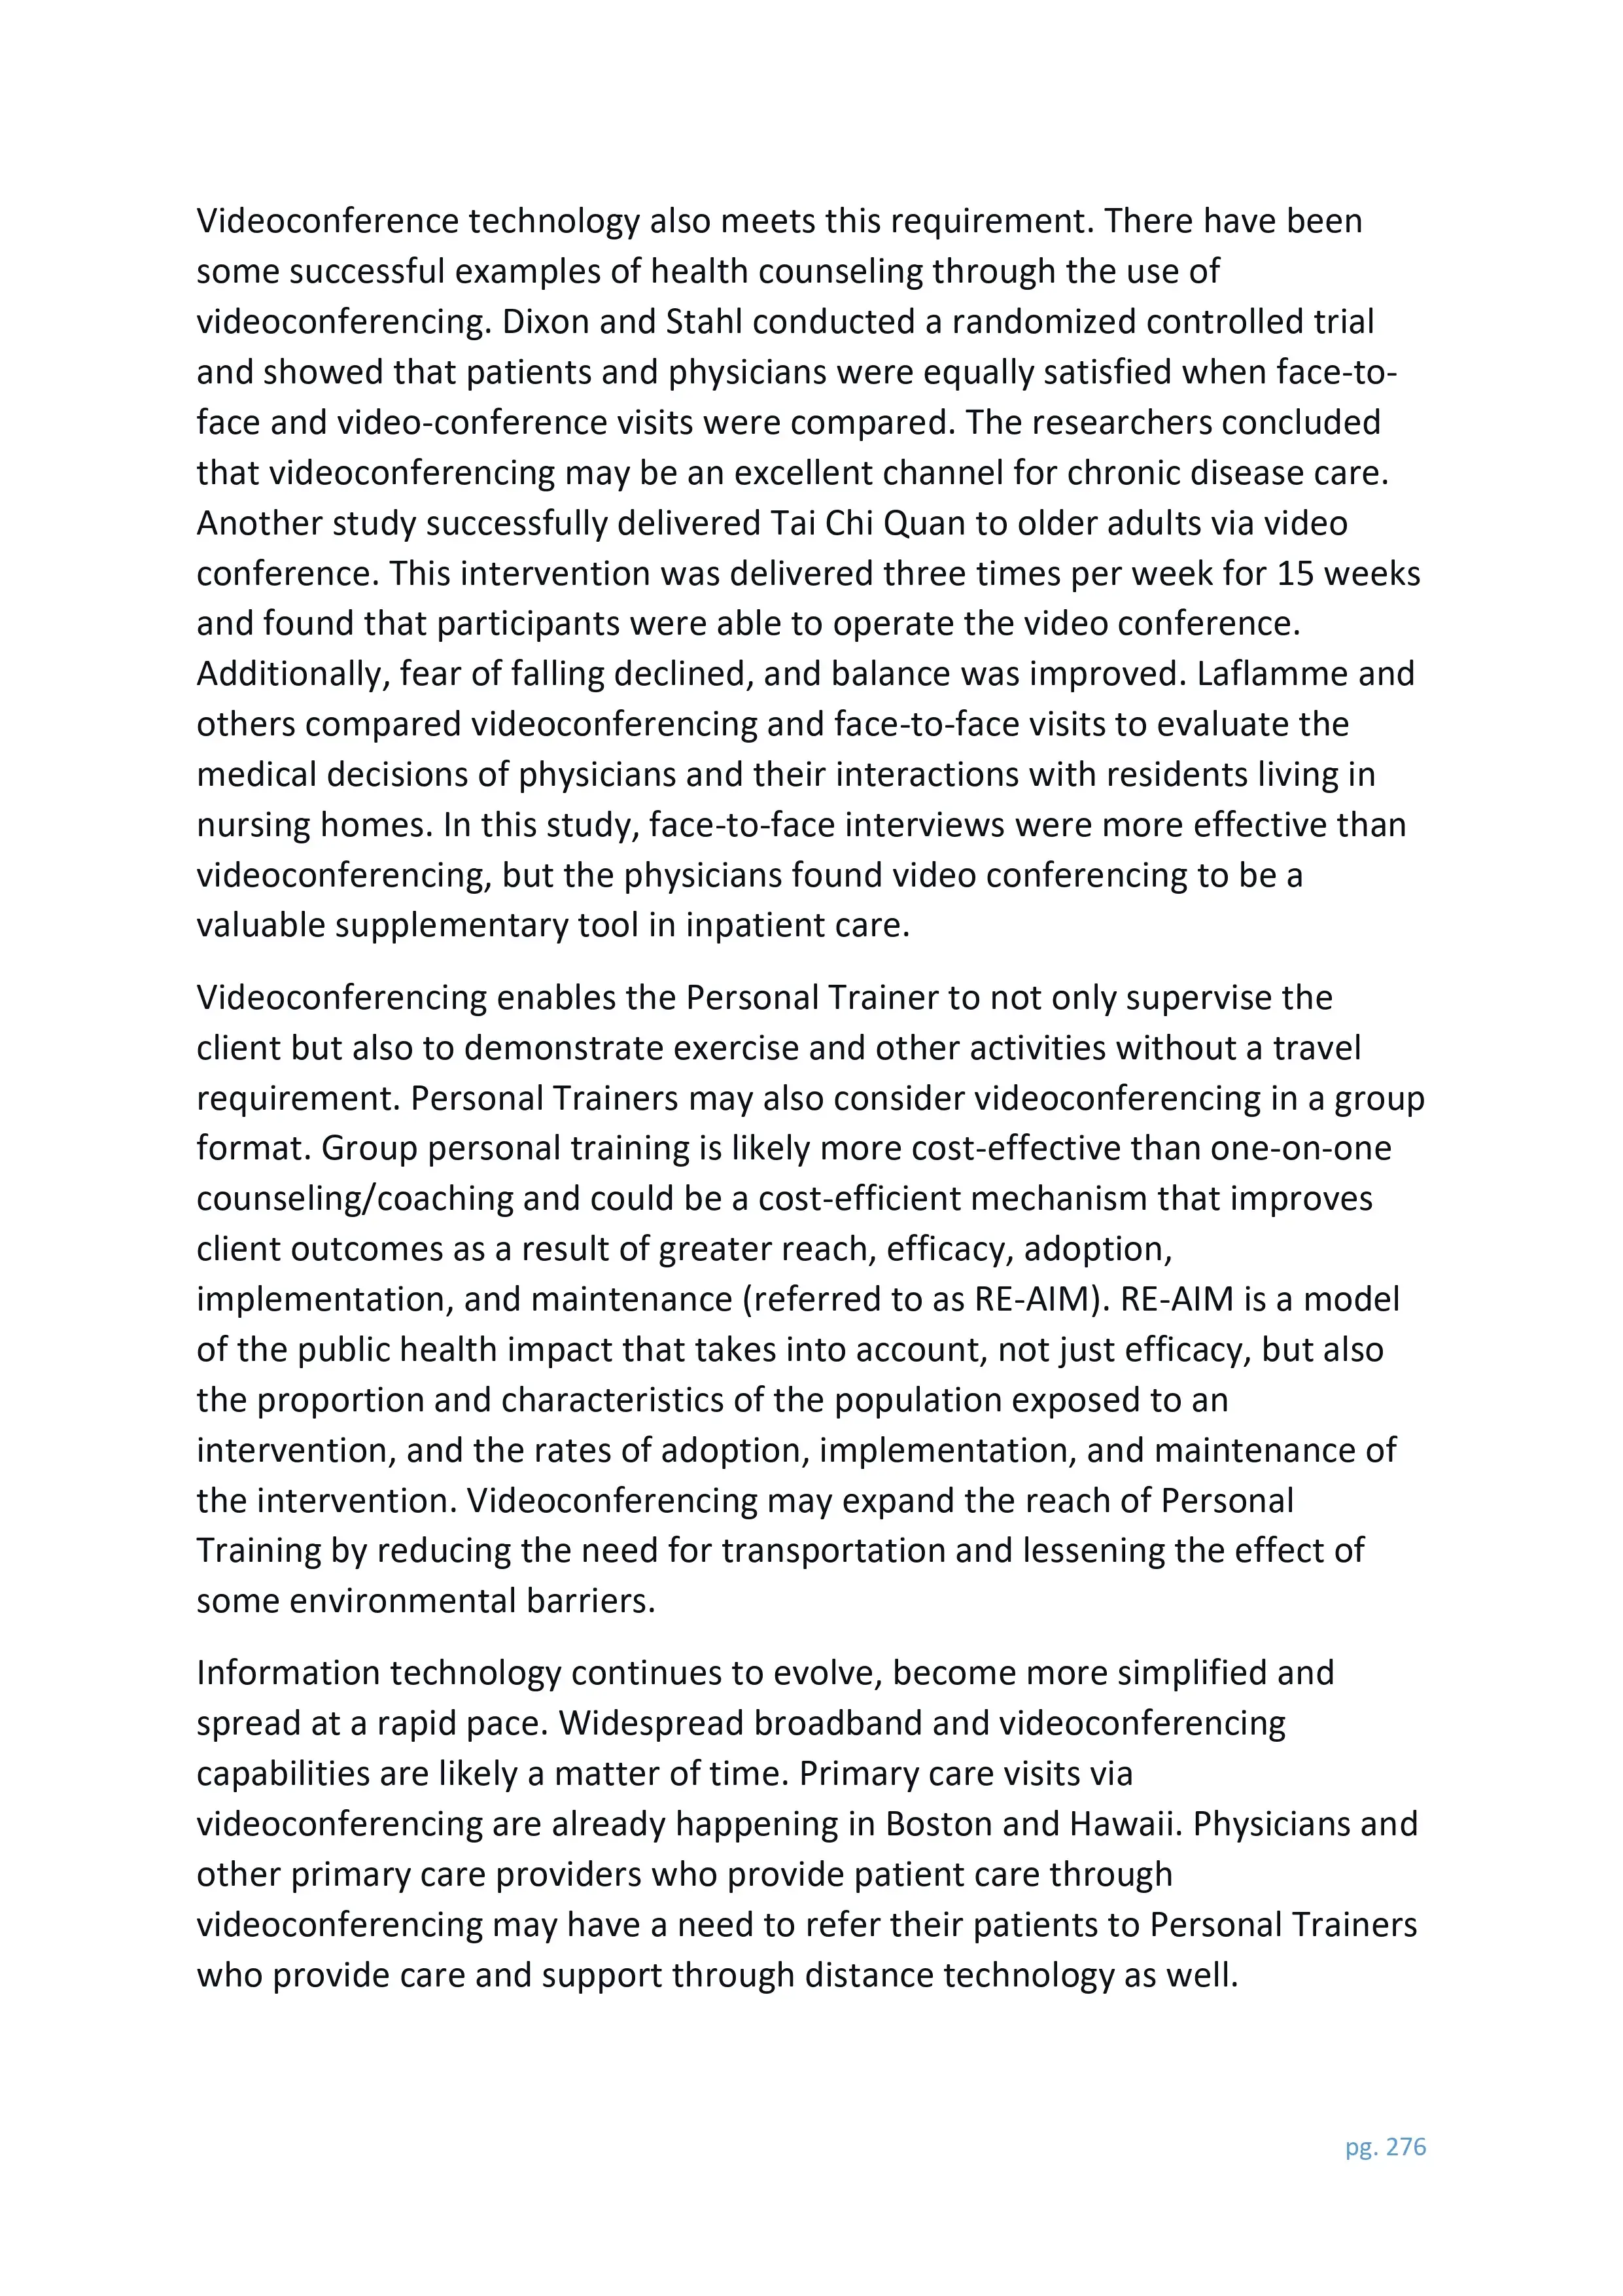 Videoconference technology also meets this requirement. There have been
some successful examples of health counseling through the use of
videoconferencing. Dixon and Stahl conducted a randomized controlled trial
and showed that patients and physicians were equally satisfied when face-to-
face and video-conference visits were compared. The researchers concluded
that videoconferencing may be an excellent channel for chronic disease care.
Another study successfully delivered Tai Chi Quan to older adults via video
conference. This intervention was delivered three times per week for 15 weeks
and found that participants were able to operate the video conference.
Additionally, fear of falling declined, and balance was improved. Laflamme and
others compared videoconferencing and face-to-face visits to evaluate the
medical decisions of physicians and their interactions with residents living in
nursing homes. In this study, face-to-face interviews were more effective than
videoconferencing, but the physicians found video conferencing to be a
valuable supplementary tool in inpatient care.
Videoconferencing enables the Personal Trainer to not only supervise the
client but also to demonstrate exercise and other activities without a travel
requirement. Personal Trainers may also consider videoconferencing in a group
format. Group personal training is likely more cost-effective than one-on-one
counseling/coaching and could be a cost-efficient mechanism that improves
client outcomes as a result of greater reach, efficacy, adoption,
implementation, and maintenance (referred to as RE-AIM). RE-AIM is a model
of the public health impact that takes into account, not just efficacy, but also
the proportion and characteristics of the population exposed to an
intervention, and the rates of adoption, implementation, and maintenance of
the intervention. Videoconferencing may expand the reach of Personal
Training by reducing the need for transportation and lessening the effect of
some environmental barriers.
Information technology continues to evolve, become more simplified and
spread at a rapid pace. Widespread broadband and videoconferencing
capabilities are likely a matter of time. Primary care visits via
videoconferencing are already happening in Boston and Hawaii. Physicians and
other primary care providers who provide patient care through
videoconferencing may have a need to refer their patients to Personal Trainers
who provide care and support through distance technology as well.
pg. 276